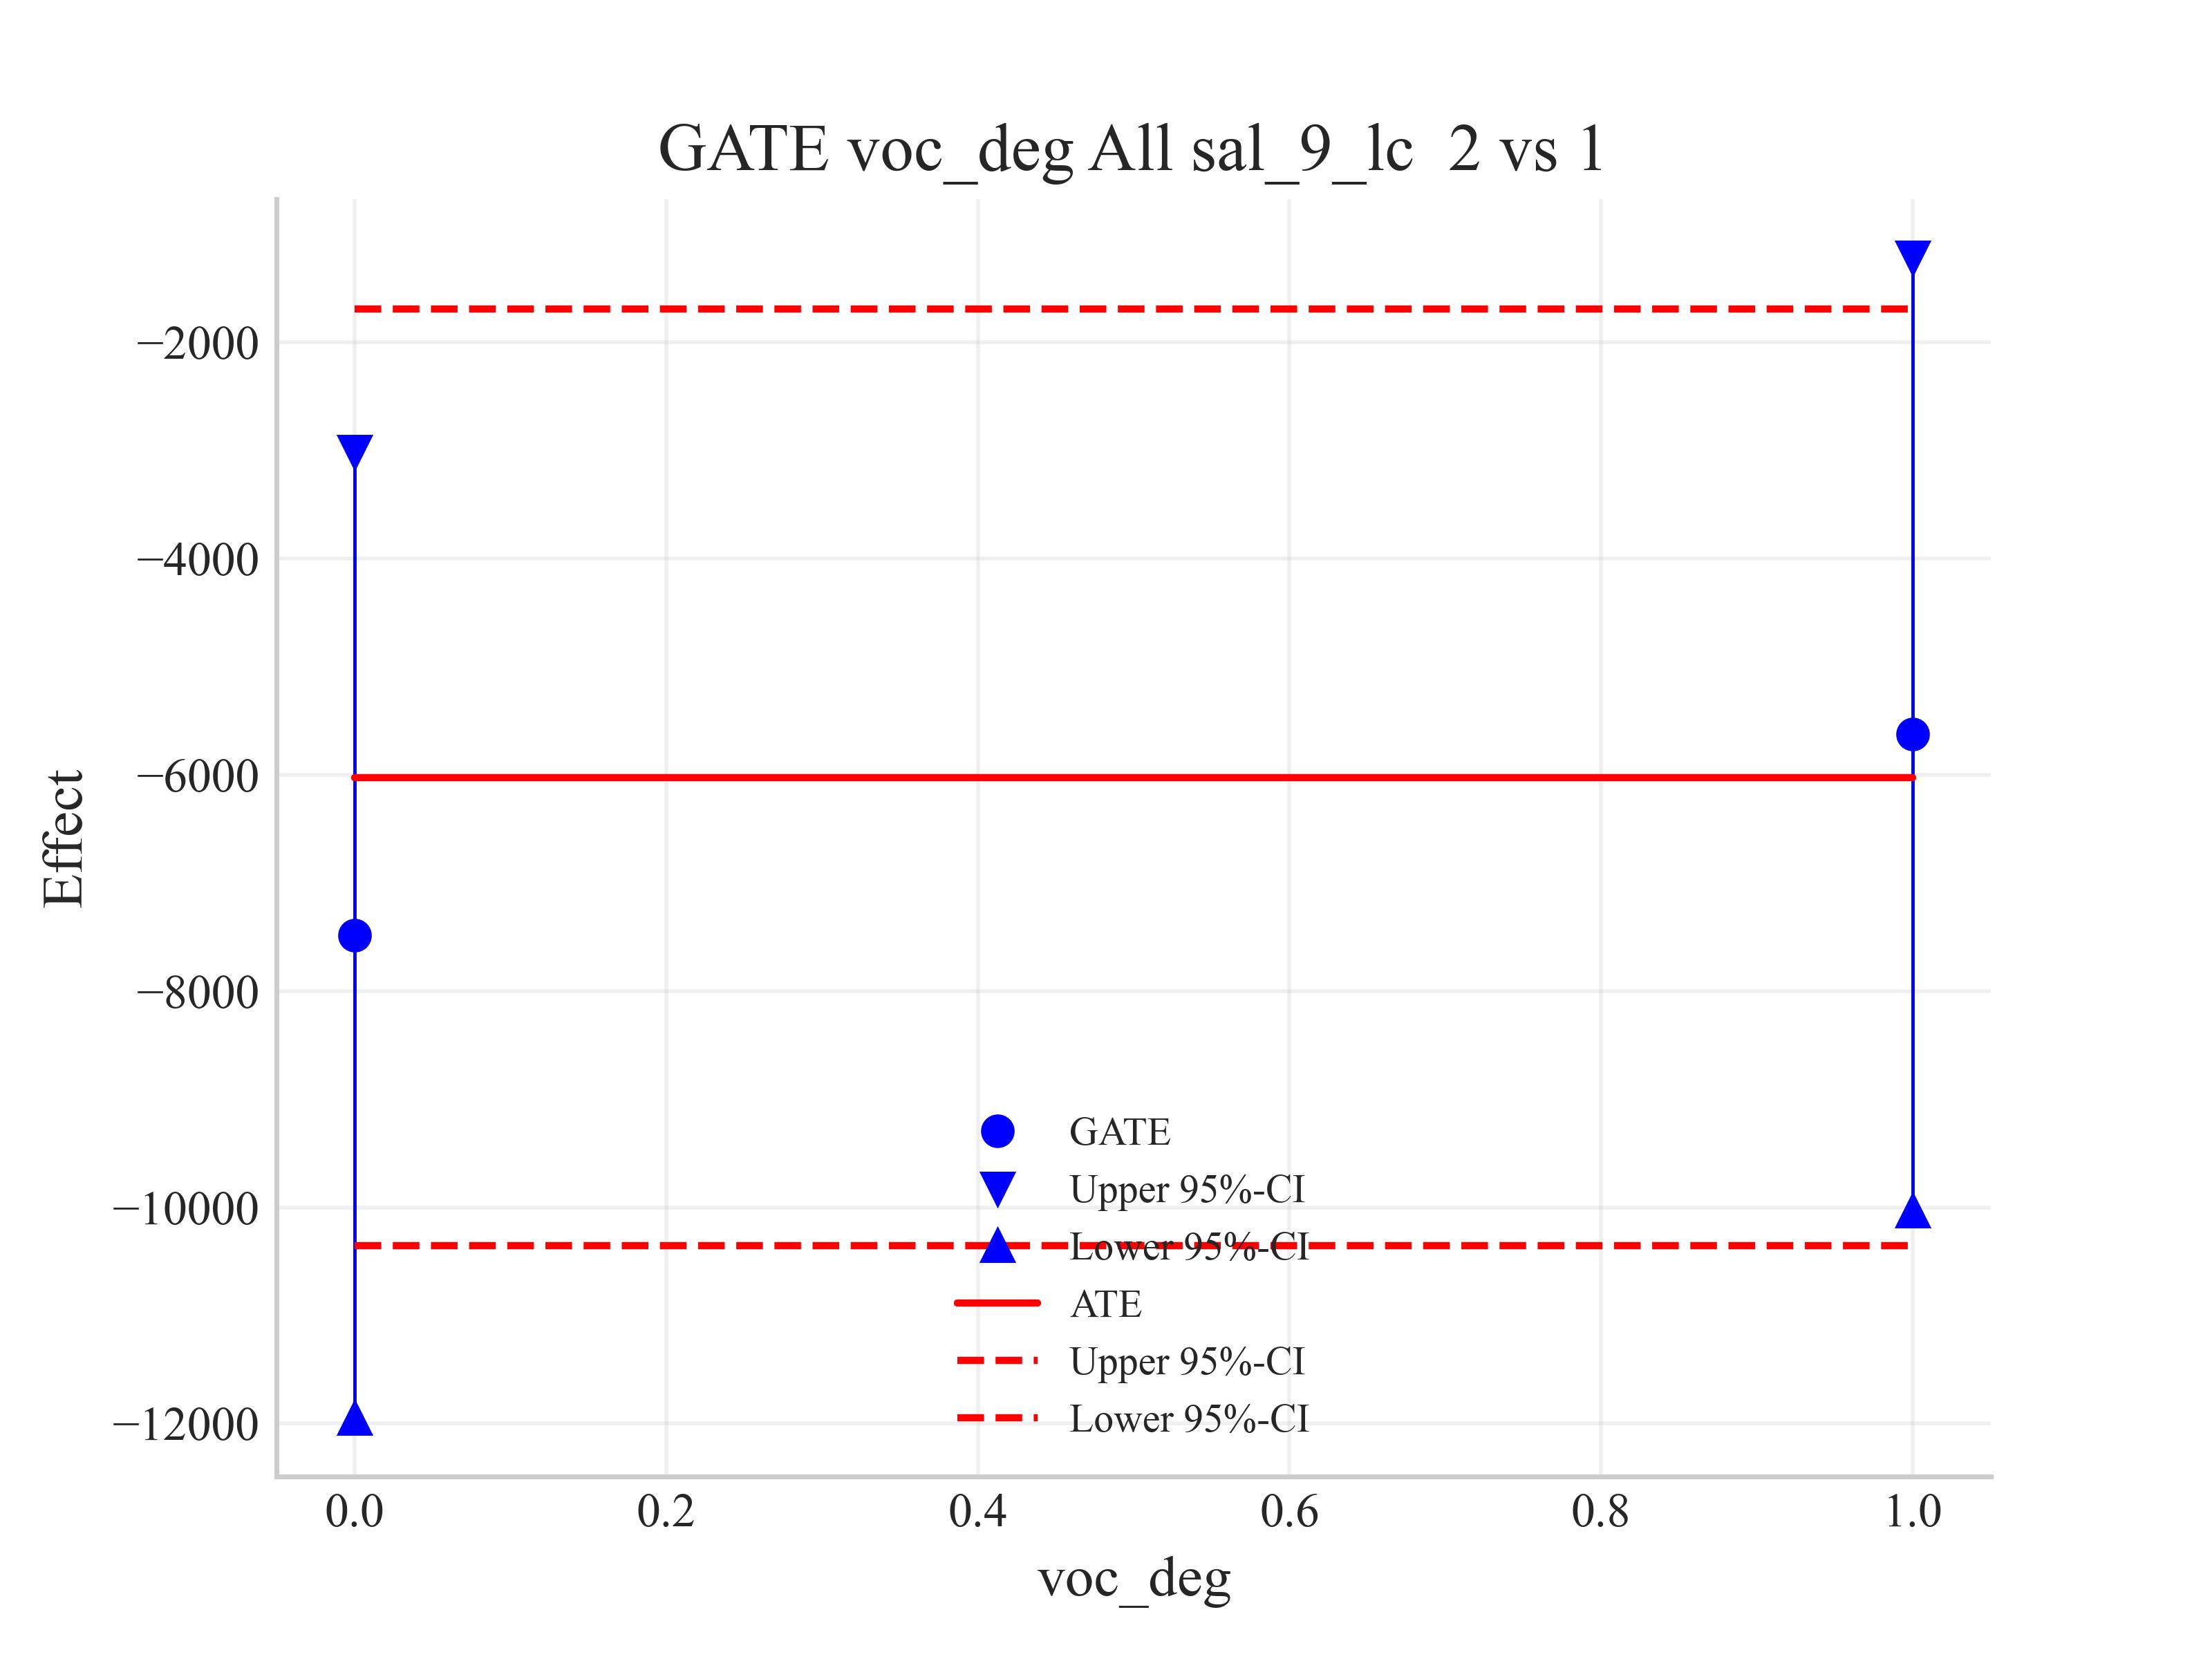 GATE voc_deg All sal_9_lc 2 vs 1
Effect
−2000
−4000
−6000
−8000
−10000
−12000
GATE
Upper 95%-CI
Lower 95%-CI
ATE
Upper 95%-CI
Lower 95%-CI
0.0 0.2 0.4 0.6 0.8 1.0
voc_deg